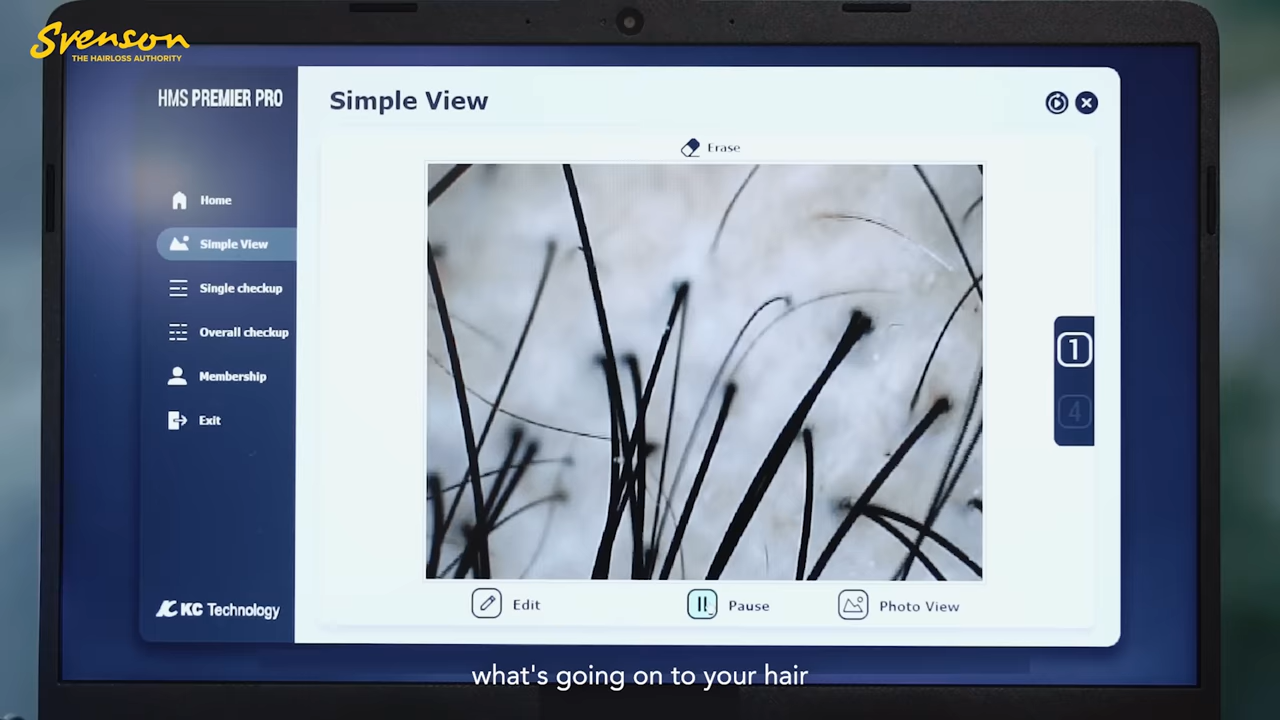 Svenson
THE HAIRLOSS AUTHORITY
HMS PREMIER PRO
Simple View
Erase
Home
Simple View
Single checkup
Overall checkup
Membership
Exit
1
4
KC Technology
Edit
Pause
Photo View
what's going on to your hair